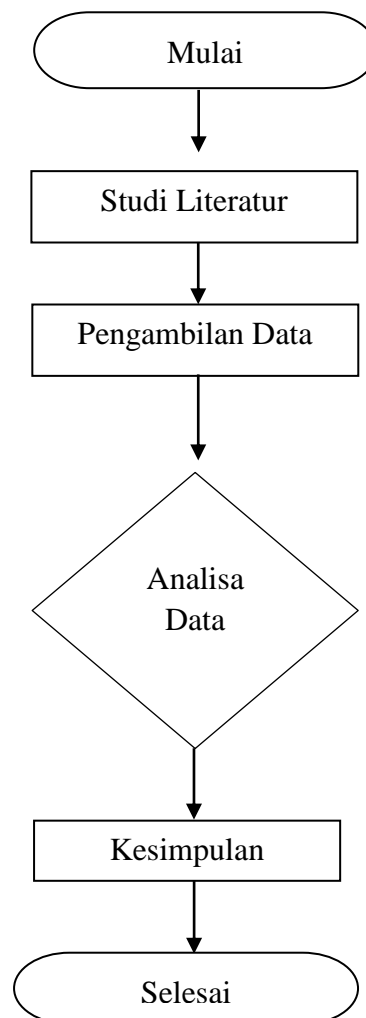 Mulai
Studi Literatur
Pengambilan Data
Analisa
Data
Kesimpulan
Selesai